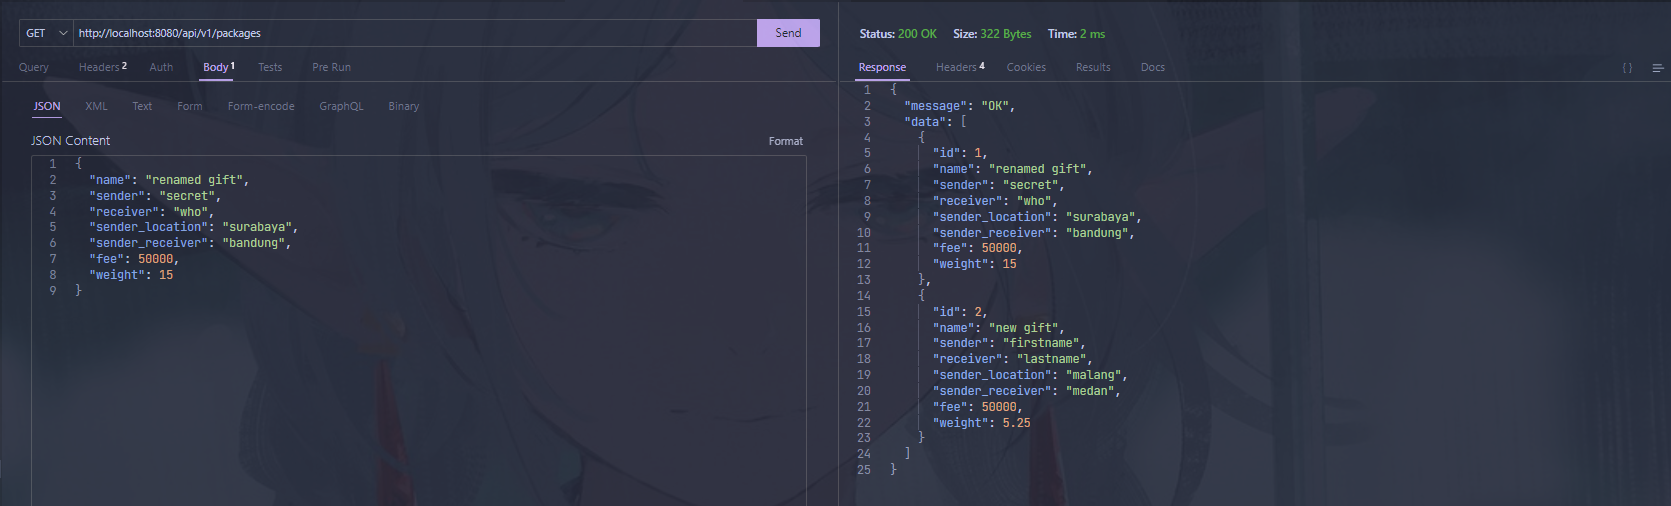 GET http://localhost:8080/api/v1/packages Send
Query Headers 2 Auth Body 1 Tests Pre Run
JSON XML Text Form Form-encode GraphQL Binary
JSON Content Format
1 {
2 "name": "renamed gift",
3 "sender": "secret",
4 "receiver": "who",
5 "sender_location": "surabaya",
6 "sender_receiver": "bandung",
7 "fee": 50000,
8 "weight": 15
9 }
Status: 200 OK Size: 322 Bytes Time: 2 ms
Response Headers 4 Cookies Results Docs { }
1 {
2 "message": "OK",
3 "data": [
4 {
5 "id": 1,
6 "name": "renamed gift",
7 "sender": "secret",
8 "receiver": "who",
9 "sender_location": "surabaya",
10 "sender_receiver": "bandung",
11 "fee": 50000,
12 "weight": 15
13 },
14 {
15 "id": 2,
16 "name": "new gift",
17 "sender": "firstname",
18 "receiver": "lastname",
19 "sender_location": "malang",
20 "sender_receiver": "medan",
21 "fee": 50000,
22 "weight": 5.25
23 }
24 ]
25 }